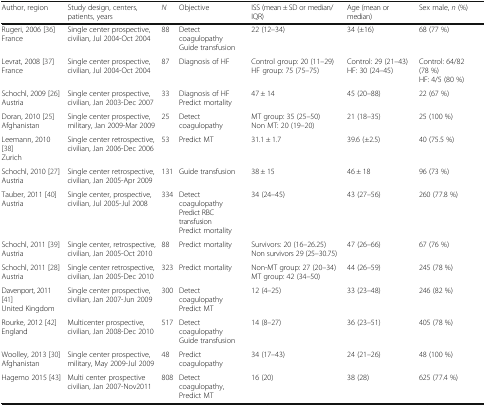 Author, region | Study design, centers, patients, years | N | Objective | ISS (mean ± SD or median/IQR) | Age (mean or median) | Sex male, n (%)
Rugeri, 2006 [36] France | Single center prospective, civilian, Jul 2004-Oct 2004 | 88 | Detect coagulopathy Guide transfusion | 22 (12–34) | 34 (±16) | 68 (77 %)
Levrat, 2008 [37] France | Single center prospective, civilian, Jul 2004-Oct 2004 | 87 | Diagnosis of HF | Control group: 20 (11–29) HF group: 75 (75–75) | Control: 29 (21–43) HF: 30 (24–45) | Control: 64/82 (78 %) HF: 4/5 (80 %)
Schochl, 2009 [26] Austria | Single center prospective, civilian, Jan 2003-Dec 2007 | 33 | Diagnosis of HF Predict mortality | 47 ± 14 | 45 (20–88) | 22 (67 %)
Doran, 2010 [25] Afghanistan | Single center prospective, military, Jan 2009-Mar 2009 | 25 | Detect coagulopathy | MT group: 35 (25–50) Non MT: 20 (19–20) | 21 (18–35) | 25 (100 %)
Leemann, 2010 [38] Zurich | Single center retrospective, civilian, Jan 2006-Dec 2006 | 53 | Predict MT | 31.1 ± 1.7 | 39.6 (±2.5) | 40 (75.5 %)
Schochl, 2010 [27] Austria | Single center retrospective, civilian, Jan 2005-Apr 2009 | 131 | Guide transfusion | 38 ± 15 | 46 ± 18 | 96 (73 %)
Tauber, 2011 [40] Austria | Single center, prospective, civilian, Jul 2005-Jul 2008 | 334 | Detect coagulopathy Predict RBC transfusion Predict mortality | 34 (24–45) | 43 (27–56) | 260 (77.8 %)
Schochl, 2011 [39] Austria | Single center, retrospective, civilian, Jan 2005-Oct 2010 | 88 | Predict mortality | Survivors: 20 (16–26.25) Non survivors 29 (25–30.75) | 47 (26–66) | 67 (76 %)
Schochl, 2011 [28] Austria | Single center retrospective, civilian, Jan 2005-Dec 2010 | 323 | Predict mortality | Non-MT group: 27 (20–34) MT group: 42 (34–50) | 44 (26–59) | 245 (78 %)
Davenport, 2011 [41] United Kingdom | Single center prospective, civilian, Jan 2007-Jun 2009 | 300 | Detect coagulopathy Predict MT | 12 (4–25) | 33 (23–48) | 246 (82 %)
Rourke, 2012 [42] England | Multicenter prospective, civilian, Jan 2008-Dec 2010 | 517 | Detect coagulopathy Guide transfusion | 14 (8–27) | 36 (23–51) | 405 (78 %)
Woolley, 2013 [30] Afghanistan | Single center prospective, military, May 2009-Jul 2009 | 48 | Predict coagulopathy | 34 (17–43) | 24 (21–26) | 48 (100 %)
Hagemo 2015 [43] | Multi center prospective civilian, Jan 2007-Nov2011 | 808 | Detect coagulopathy, Predict MT | 16 (20) | 38 (28) | 625 (77.4 %)